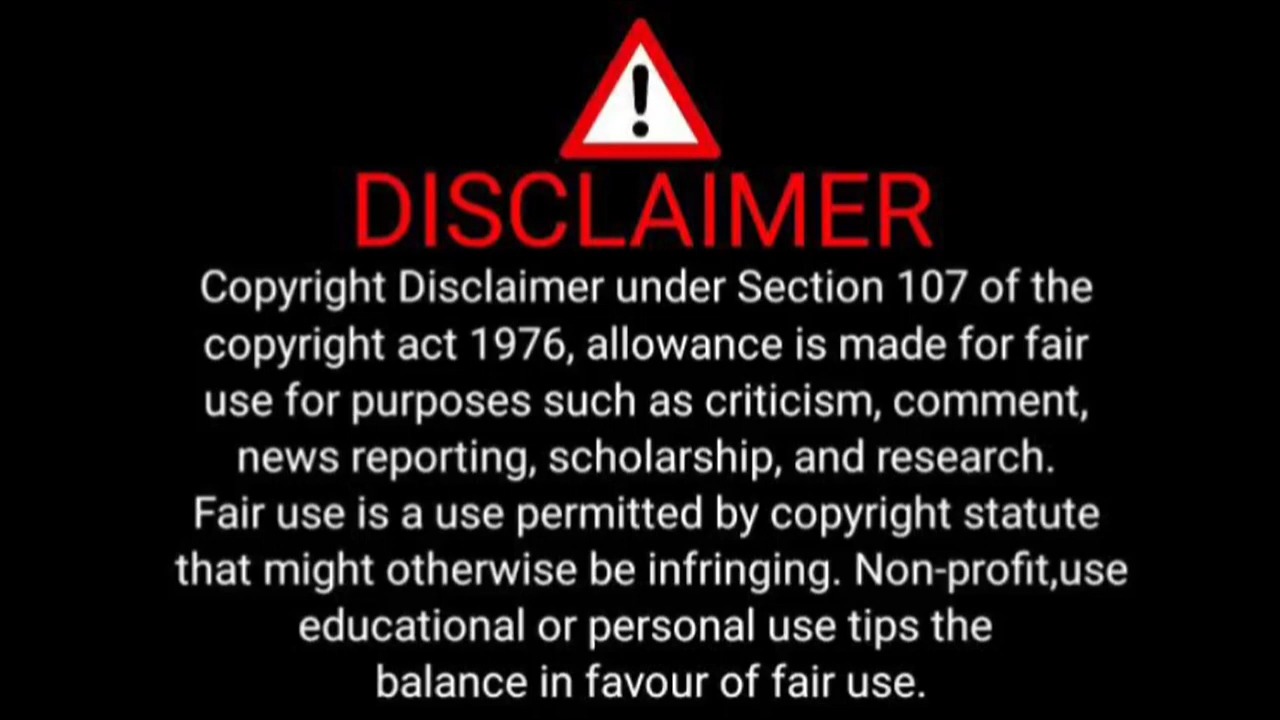 DISCLAIMER
Copyright Disclaimer under Section 107 of the
copyright act 1976, allowance is made for fair
use for purposes such as criticism, comment,
news reporting, scholarship, and research.
Fair use is a use permitted by copyright statute
that might otherwise be infringing. Non-profit,use
educational or personal use tips the
balance in favour of fair use.